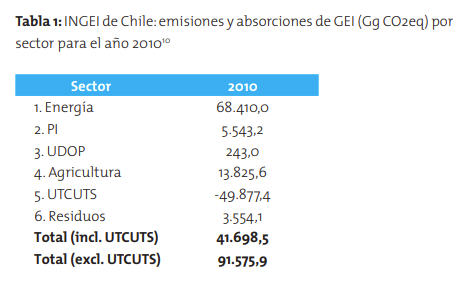 Tabla 1: INGEI de Chile: emisiones y absorciones de GEI (Gg CO2eq) por
sector para el año 2010¹⁰
Sector 2010
1. Energía 68.410,0
2. PI 5.543,2
3. UDOP 243,0
4. Agricultura 13.825,6
5. UTCUTS -49.877,4
6. Residuos 3.554,1
Total (incl. UTCUTS) 41.698,5
Total (excl. UTCUTS) 91.575,9